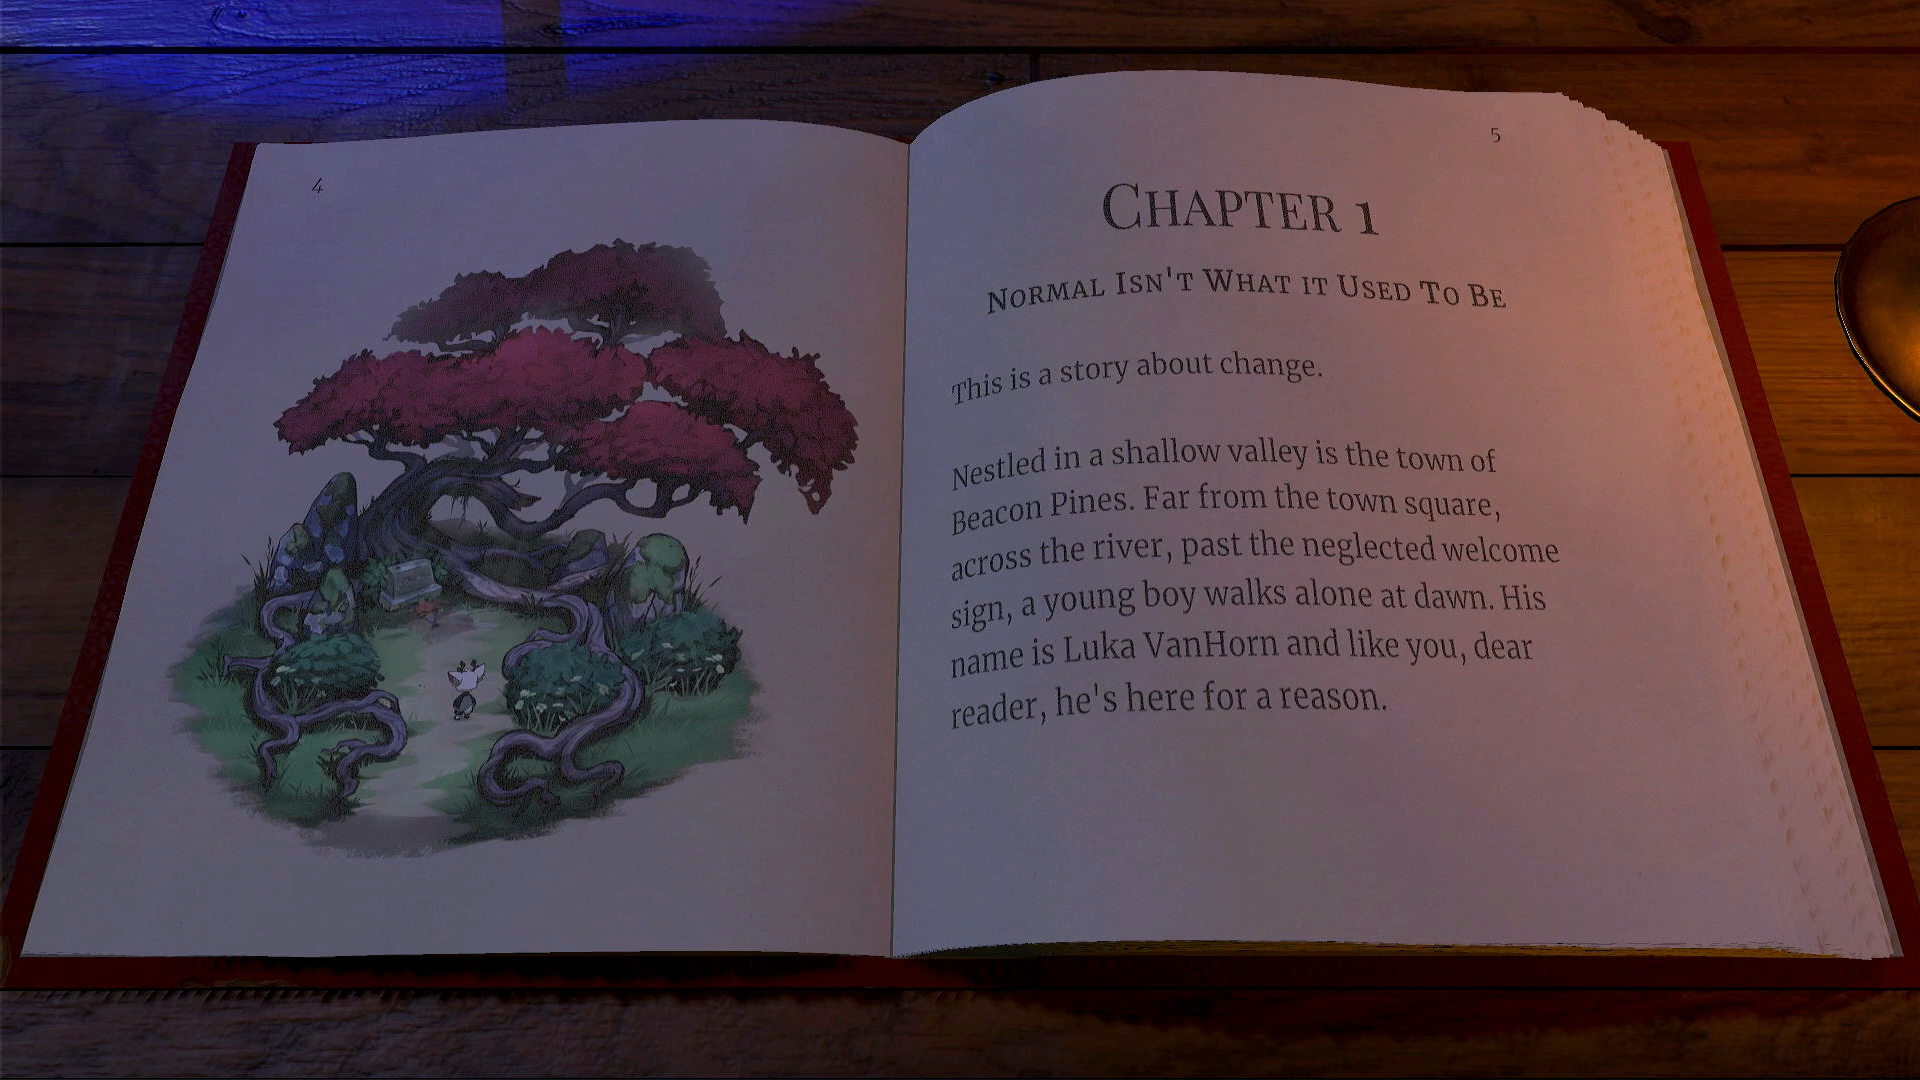 4
5
Chapter 1
Normal Isn't What it Used To Be
This is a story about change.
Nestled in a shallow valley is the town of
Beacon Pines. Far from the town square,
across the river, past the neglected welcome
sign, a young boy walks alone at dawn. His
name is Luka VanHorn and like you, dear
reader, he's here for a reason.